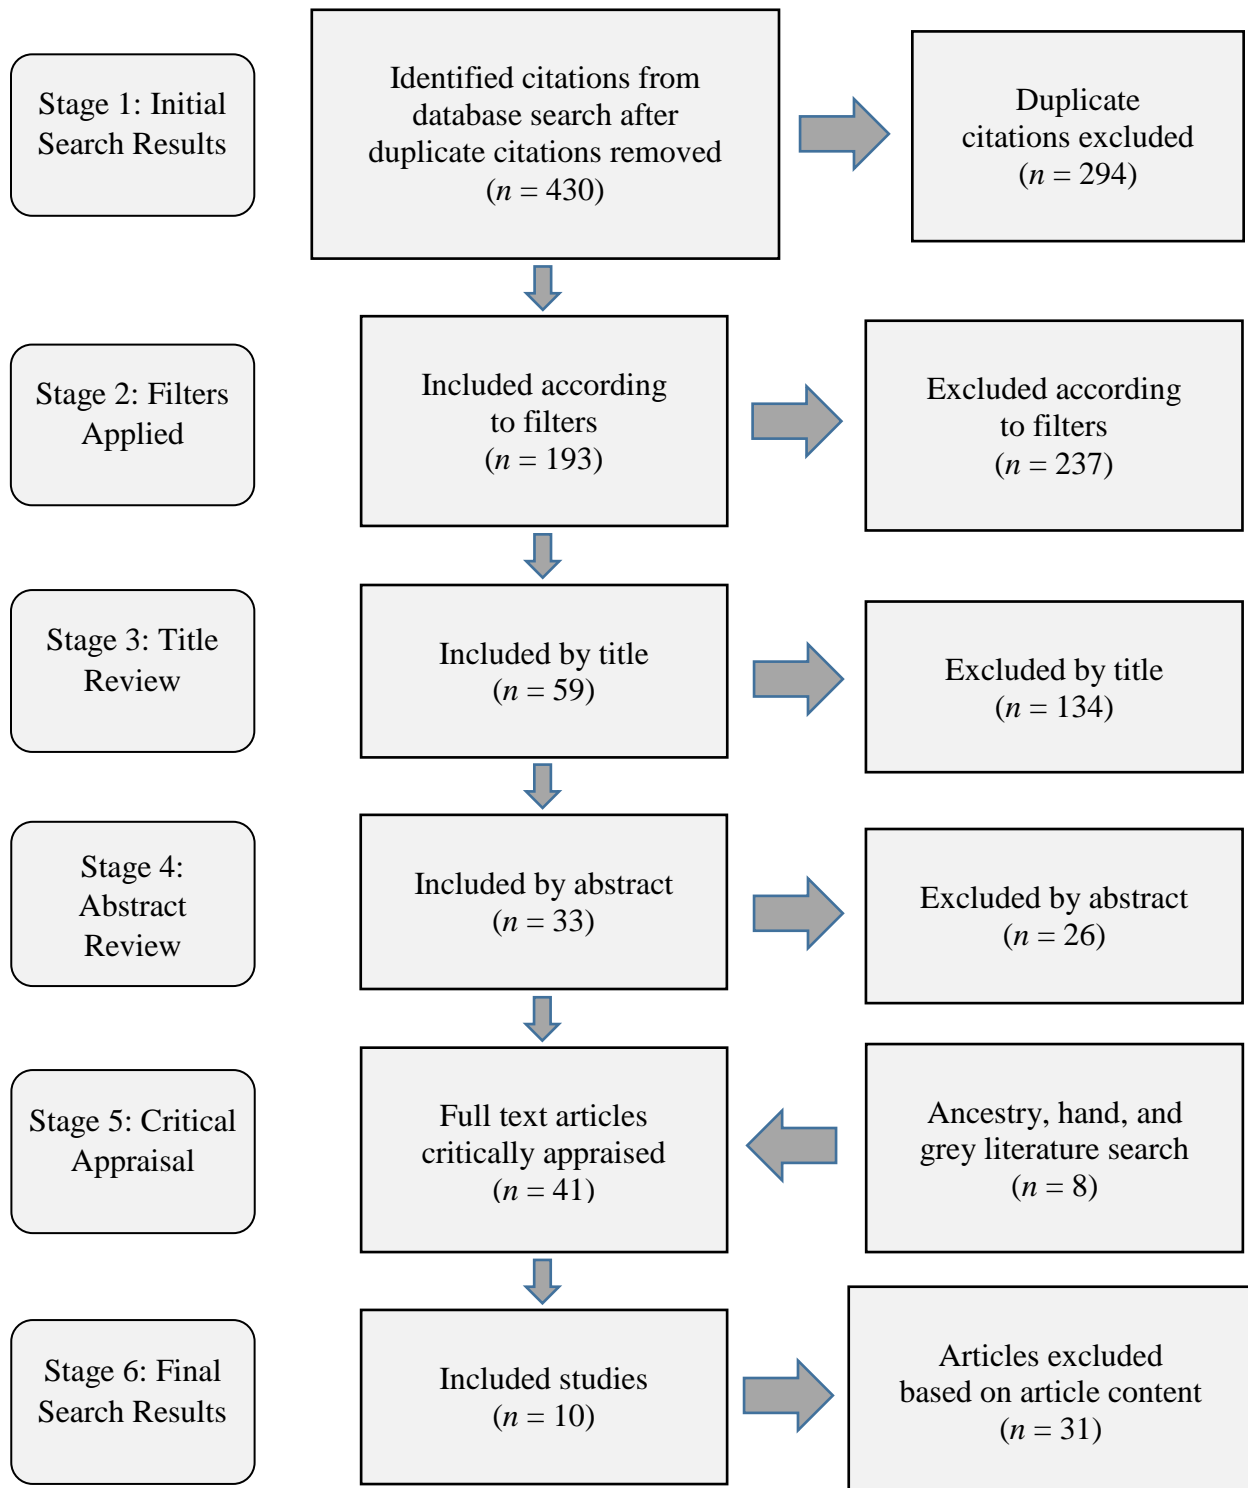 Stage 1: Initial
Search Results
Identified citations from
database search after
duplicate citations removed
(n = 430)
Duplicate
citations excluded
(n = 294)
Stage 2: Filters
Applied
Included according
to filters
(n = 193)
Excluded according
to filters
(n = 237)
Stage 3: Title
Review
Included by title
(n = 59)
Excluded by title
(n = 134)
Stage 4:
Abstract
Review
Included by abstract
(n = 33)
Excluded by abstract
(n = 26)
Stage 5: Critical
Appraisal
Full text articles
critically appraised
(n = 41)
Ancestry, hand, and
grey literature search
(n = 8)
Stage 6: Final
Search Results
Included studies
(n = 10)
Articles excluded
based on article content
(n = 31)